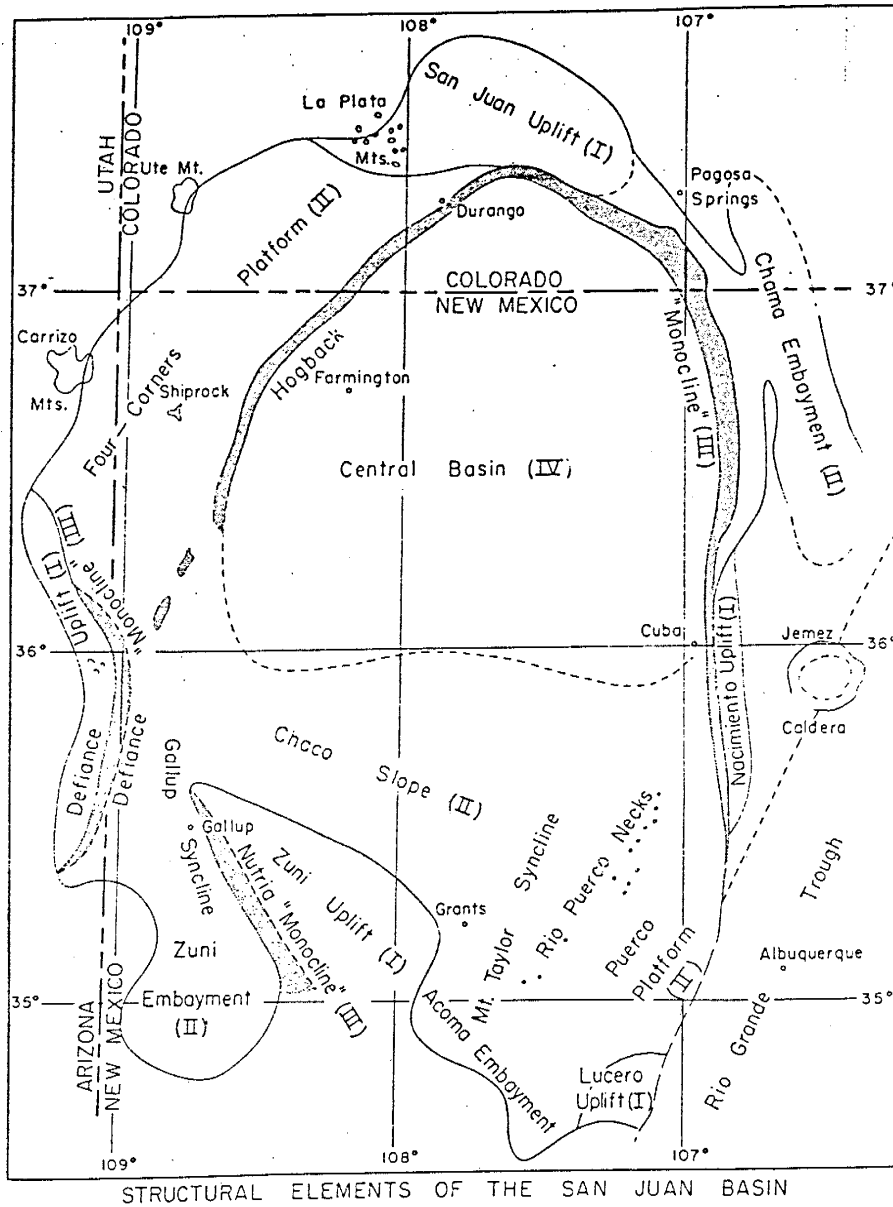 109°
108°
107°
San Juan Uplift (I)
La Plata
Mts.
UTAH
COLORADO
Ute Mt.
Pagosa
Springs
Durango
Platform (II)
37°
COLORADO
NEW MEXICO
37°
Chama Embayment (II)
Carrizo
Mts.
Hogback
"Monocline" (III)
Shiprock
Farmington
Four Corners
Central Basin (IV)
Uplift (I)
"Monocline" (III)
Cuba
Jemez
36°
36°
Nacimiento Uplift (I)
Caldera
Defiance
Defiance
Chaco
Slope (II)
Gallup
Gallup
Syncline
Nutria "Monocline" (III)
Zuni
Uplift (I)
Grants
Mt. Taylor Syncline
Rio Puerco Necks
Puerco
Platform
(II)
Trough
Albuquerque
Zuni
Embayment
(II)
35°
35°
Acoma Embayment
ARIZONA
NEW MEXICO
Lucero
Uplift (I)
Rio Grande
109°
108°
107°
STRUCTURAL ELEMENTS OF THE SAN JUAN BASIN